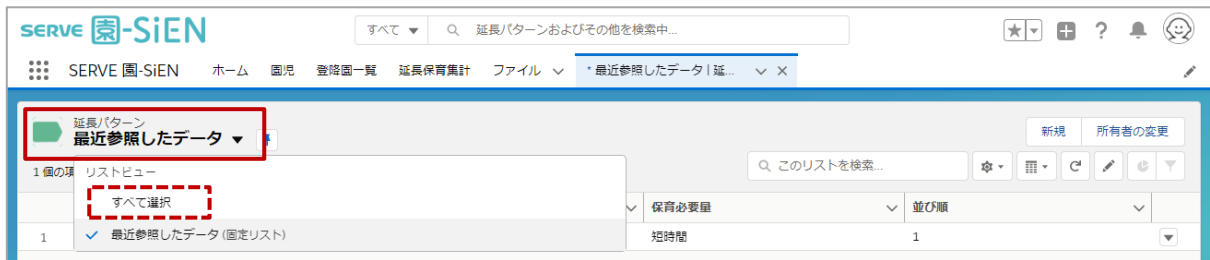 SERVE 園-SiEN
すべて
延長パターンおよびその他を検索中...
SERVE 園-SiEN ホーム 園児 登降園一覧 延長保育集計 ファイル * 最近参照したデータ | 延...
延長パターン
最近参照したデータ
新規 所有者の変更
1 個の項
このリストを検索...
リストビュー
すべて選択
最近参照したデータ (固定リスト)
保育必要量 並び順
1 短時間 1